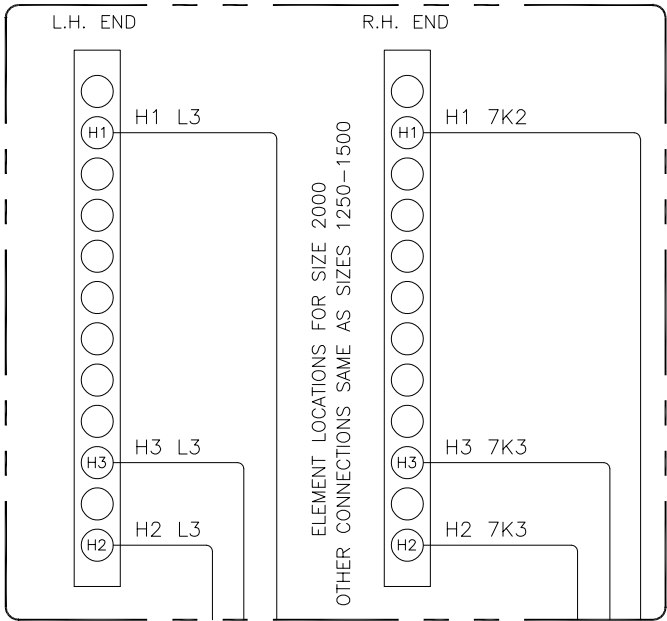 L.H. END
R.H. END
H1
H1 L3
H1
H1 7K2
ELEMENT LOCATIONS FOR SIZE 2000
OTHER CONNECTIONS SAME AS SIZES 1250-1500
H3
H3 L3
H3
H3 7K3
H2
H2 L3
H2
H2 7K3